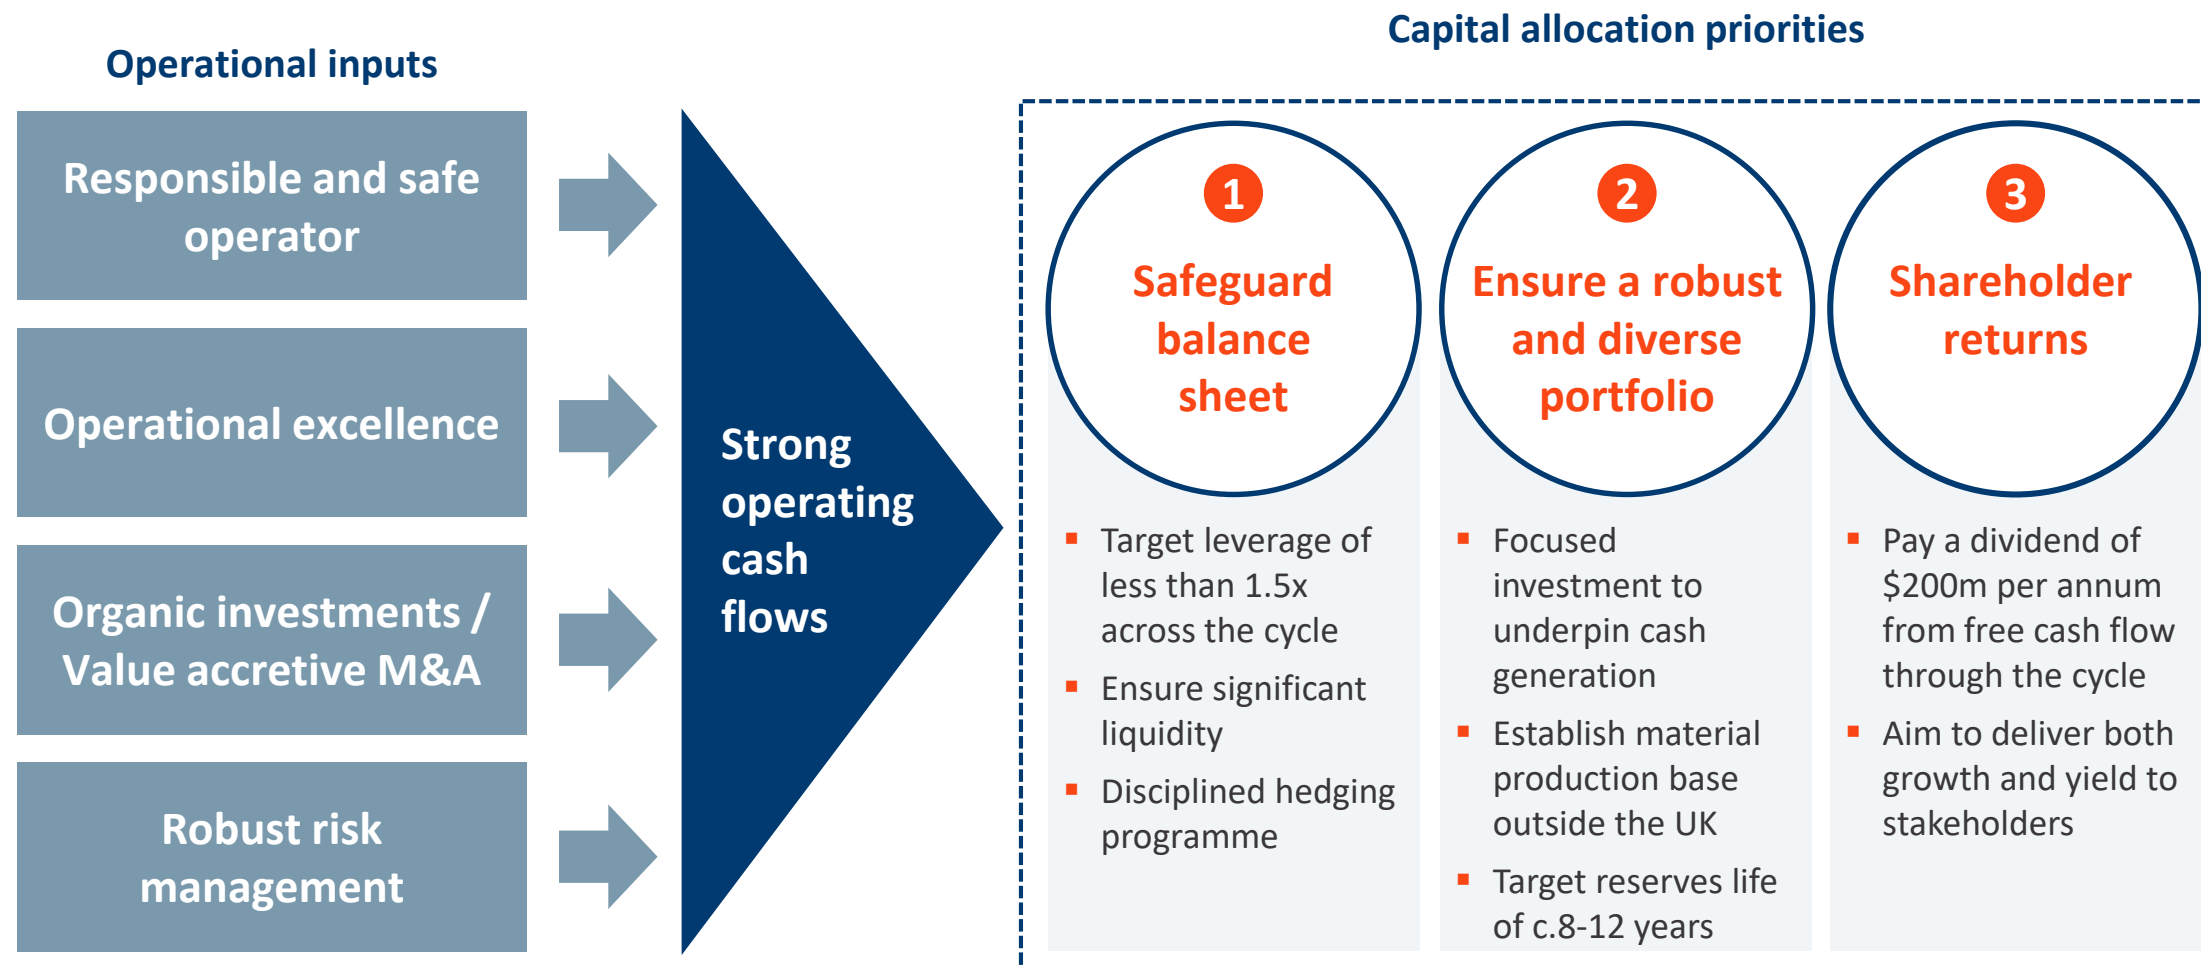 Capital allocation priorities
Operational inputs
Responsible and safe
operator
Operational excellence
Organic investments /
Value accretive M&A
Robust risk
management
Strong
operating
cash
flows
1
Safeguard
balance
sheet
▪ Target leverage of
less than 1.5x
across the cycle
▪ Ensure significant
liquidity
▪ Disciplined hedging
programme
2
Ensure a robust
and diverse
portfolio
▪ Focused
investment to
underpin cash
generation
▪ Establish material
production base
outside the UK
▪ Target reserves life
of c.8-12 years
3
Shareholder
returns
▪ Pay a dividend of
$200m per annum
from free cash flow
through the cycle
▪ Aim to deliver both
growth and yield to
stakeholders